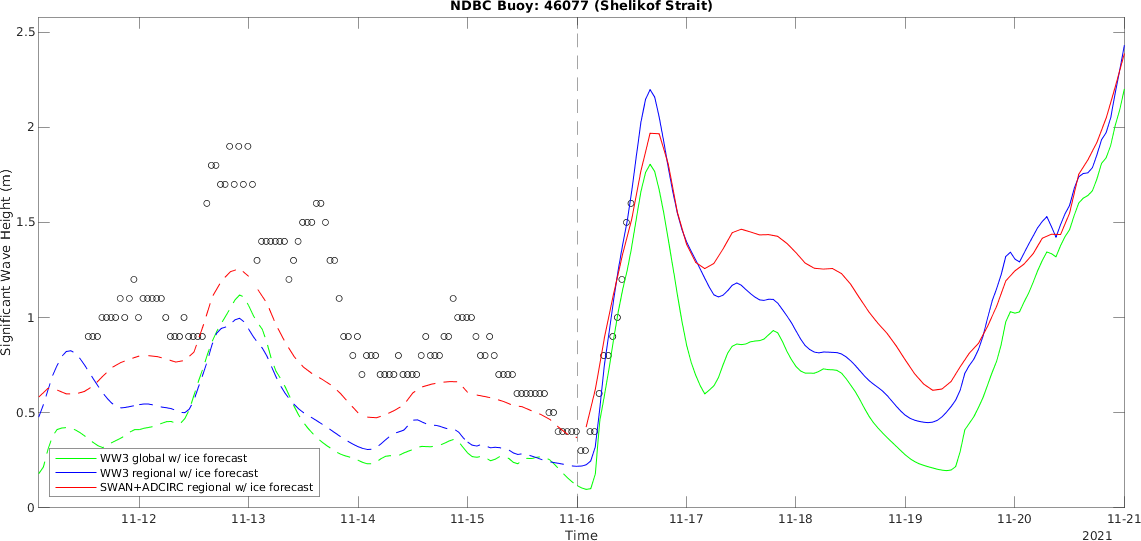 NDBC Buoy: 46077 (Shelikof Strait)
Significant Wave Height (m)
2.5
2
1.5
1
0.5
0
WW3 global w/ ice forecast
WW3 regional w/ ice forecast
SWAN+ADCIRC regional w/ ice forecast
11-12 11-13 11-14 11-15 11-16 11-17 11-18 11-19 11-20 11-21
Time
2021